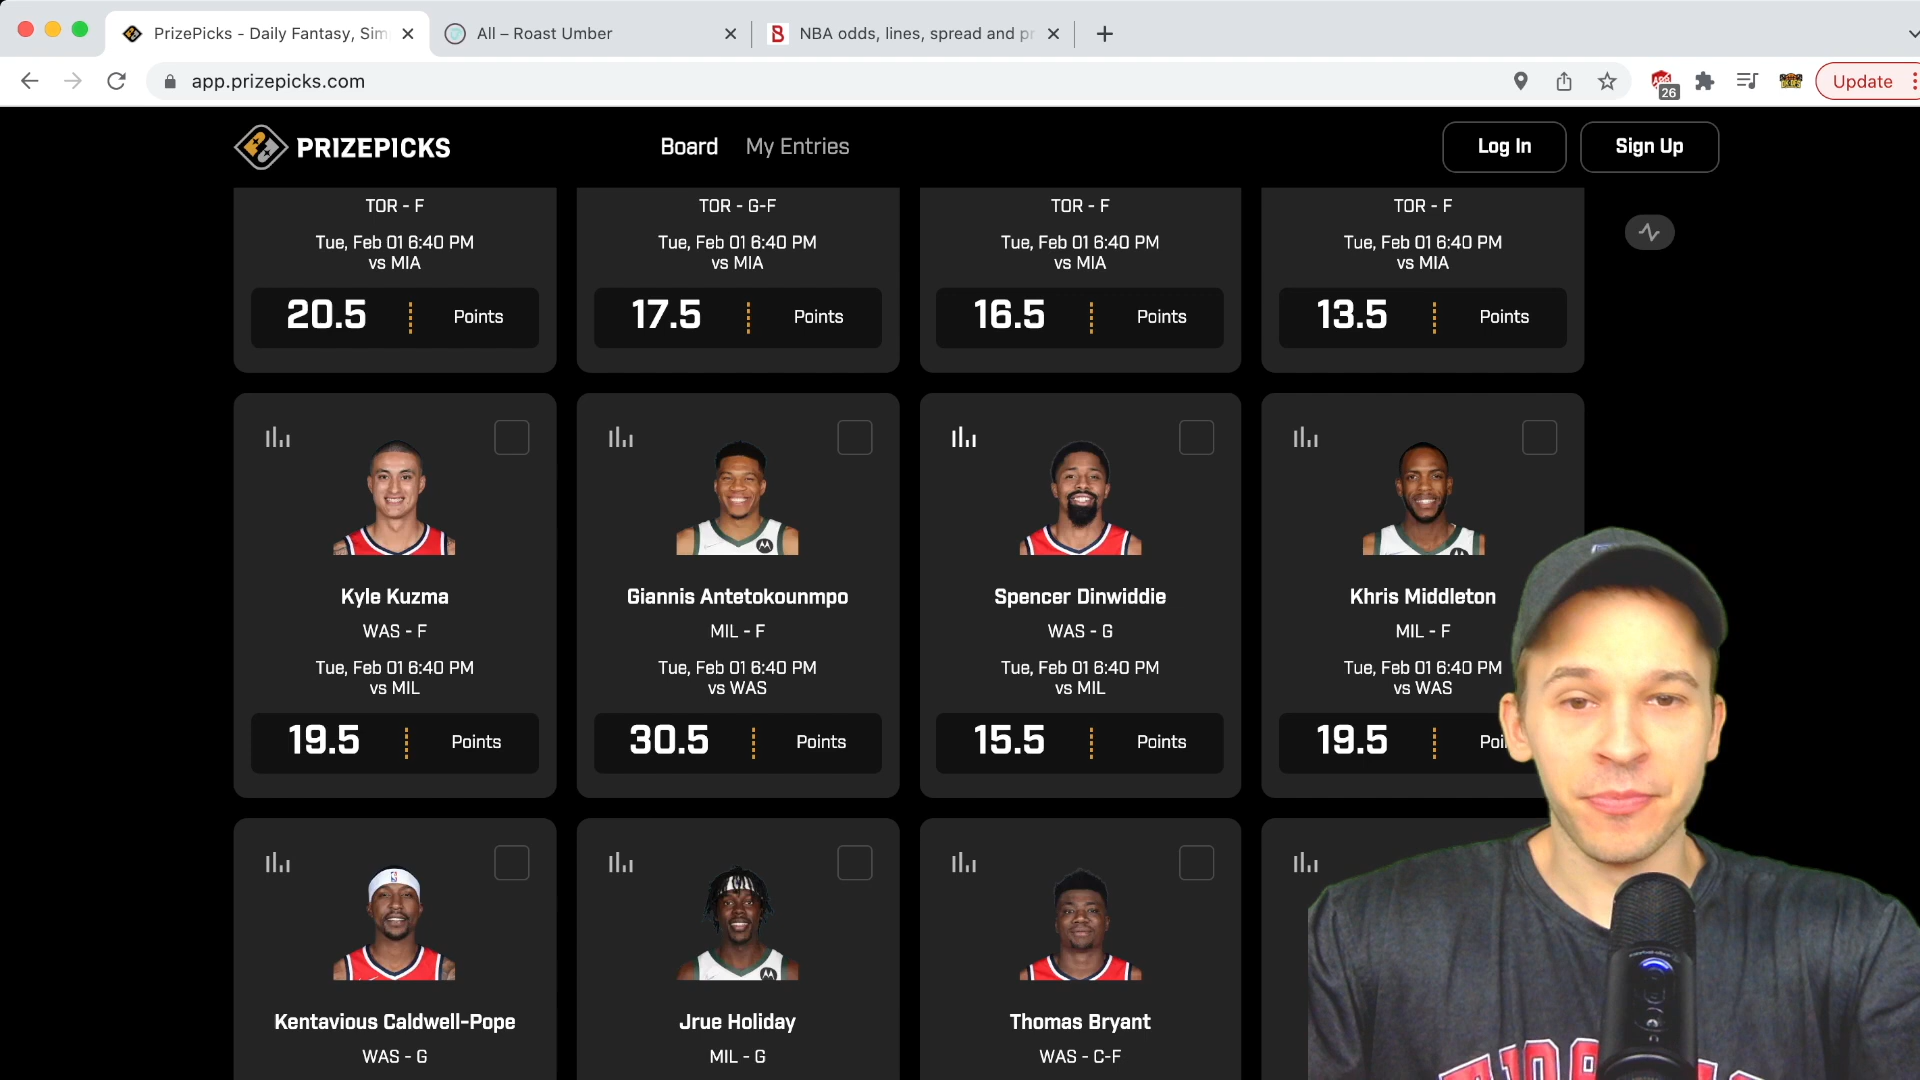 PrizePicks - Daily Fantasy, Sim
All – Roast Umber
NBA odds, lines, spread and pr
app.prizepicks.com
26
Update
PRIZEPICKS
Board
My Entries
Log In
Sign Up
TOR - F
Tue, Feb 01 6:40 PM
vs MIA
20.5
Points
TOR - G-F
Tue, Feb 01 6:40 PM
vs MIA
17.5
Points
TOR - F
Tue, Feb 01 6:40 PM
vs MIA
16.5
Points
TOR - F
Tue, Feb 01 6:40 PM
vs MIA
13.5
Points
Kyle Kuzma
WAS - F
Tue, Feb 01 6:40 PM
vs MIL
19.5
Points
Giannis Antetokounmpo
MIL - F
Tue, Feb 01 6:40 PM
vs WAS
30.5
Points
Spencer Dinwiddie
WAS - G
Tue, Feb 01 6:40 PM
vs MIL
15.5
Points
Khris Middleton
MIL - F
Tue, Feb 01 6:40 PM
vs WAS
19.5
Poi
Kentavious Caldwell-Pope
WAS - G
Jrue Holiday
MIL - G
Thomas Bryant
WAS - C-F